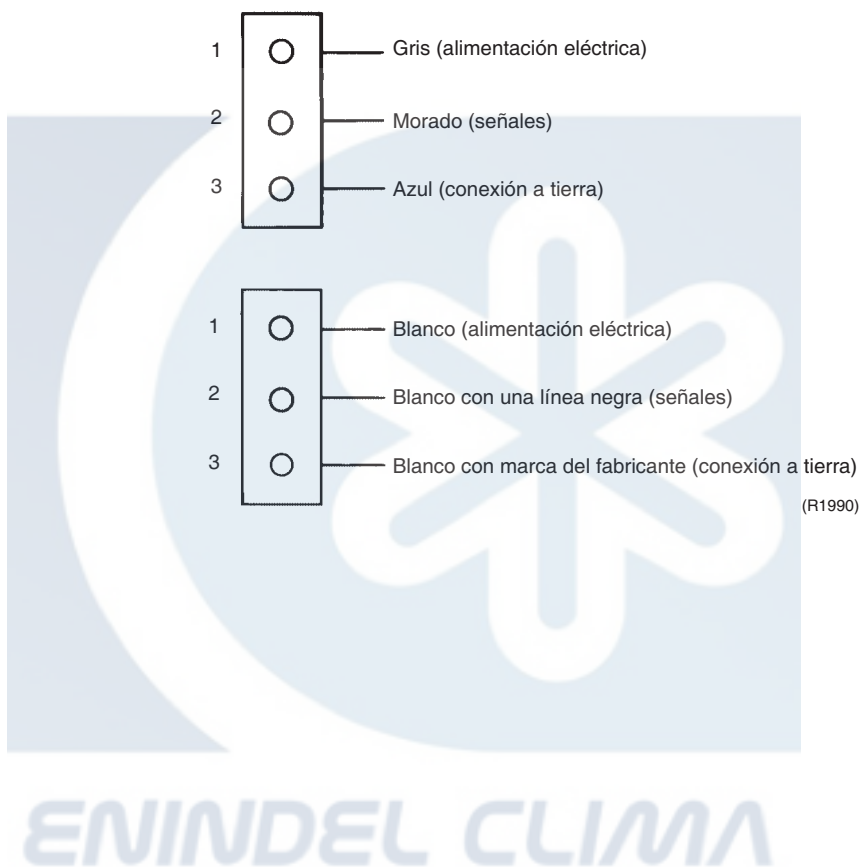 1 Gris (alimentación eléctrica)
2 Morado (señales)
3 Azul (conexión a tierra)
1 Blanco (alimentación eléctrica)
2 Blanco con una línea negra (señales)
3 Blanco con marca del fabricante (conexión a tierra)
(R1990)
ENINDEL CLIMA